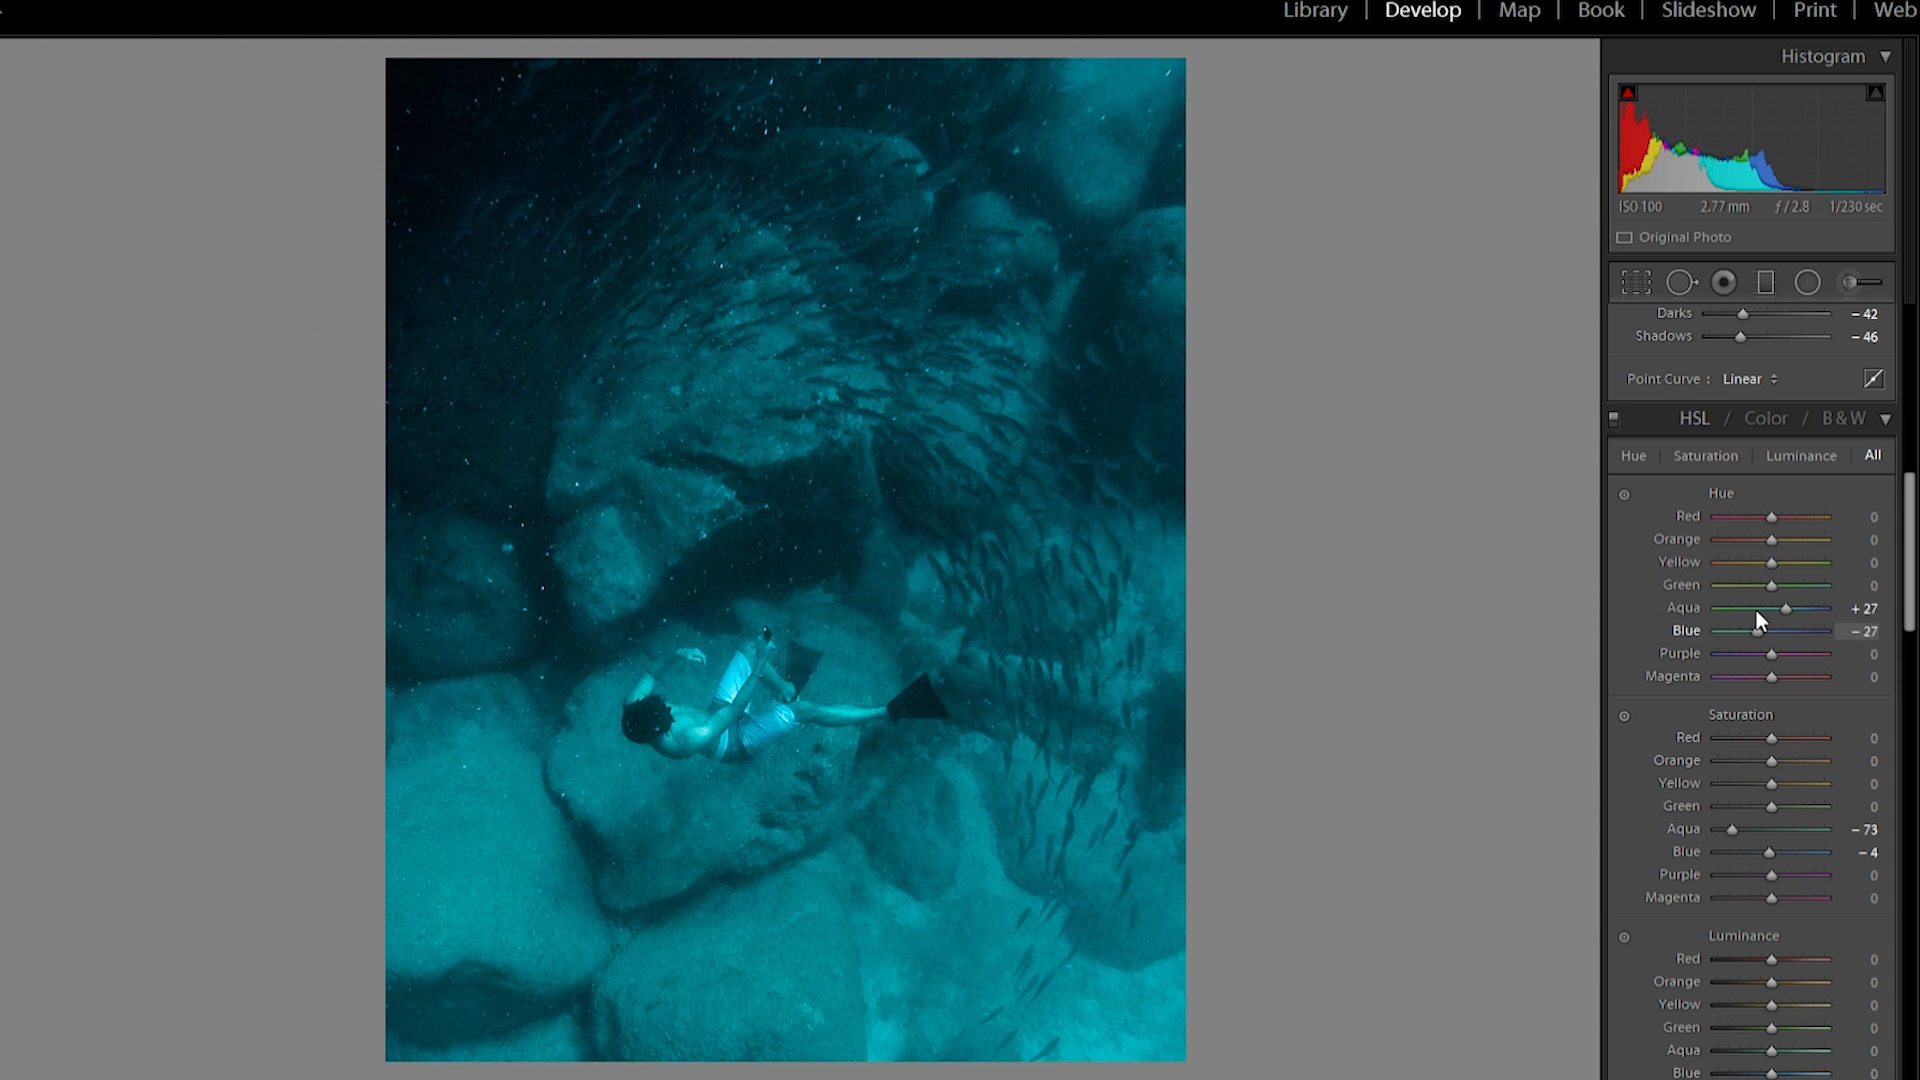 Library | Develop | Map | Book | Slideshow | Print | Web
Histogram
ISO 100 2.77 mm f / 2.8 1/230 sec
Original Photo
Darks - 42
Shadows - 46
Point Curve : Linear
HSL / Color / B & W
Hue | Saturation | Luminance | All
Hue
Red 0
Orange 0
Yellow 0
Green 0
Aqua + 27
Blue - 27
Purple 0
Magenta 0
Saturation
Red 0
Orange 0
Yellow 0
Green 0
Aqua - 73
Blue - 4
Purple 0
Magenta 0
Luminance
Red 0
Orange 0
Yellow 0
Green 0
Aqua 0
Blue 0